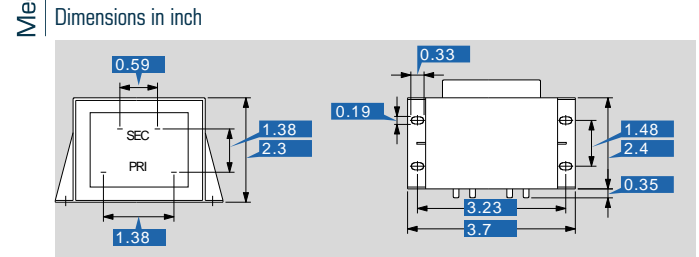 Me
Dimensions in inch
0.59
SEC
PRI
1.38
2.3
1.38
0.33
0.19
1.48
2.4
0.35
3.23
3.7